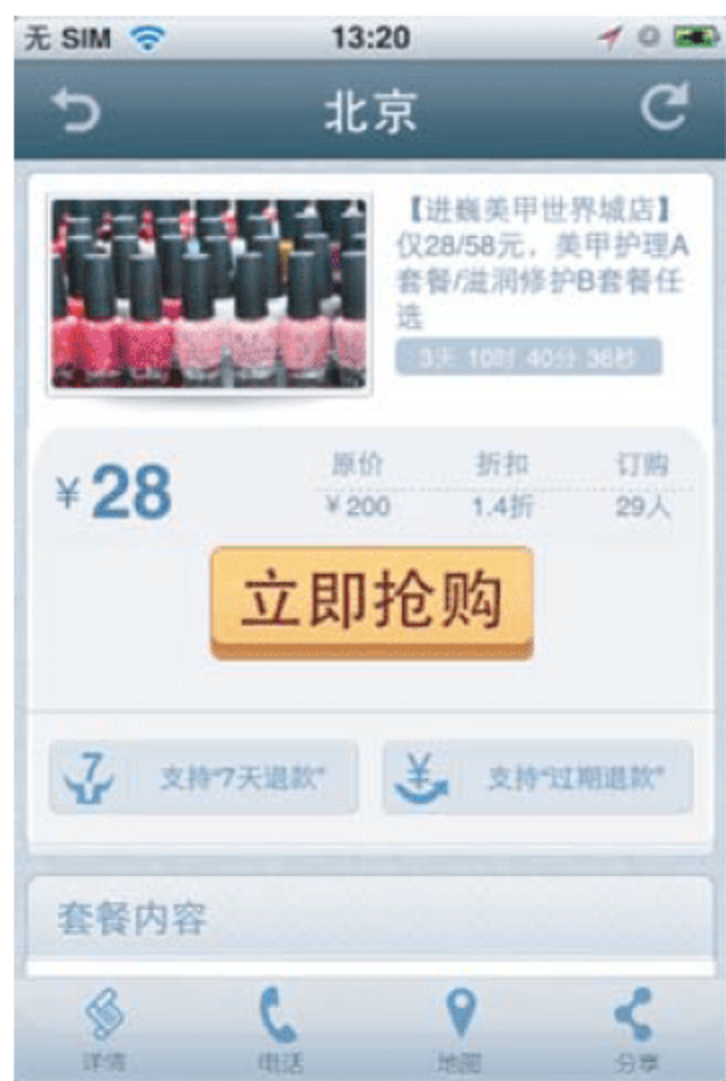 无 SIM 13:20
北京
【进巍美甲世界城店】
仅28/58元，美甲护理A
套餐/滋润修护B套餐任
选
3天 10时 40分 36秒
¥28
原价 折扣 订购
¥200 1.4折 29人
立即抢购
7 支持“7天退款”
¥ 支持“过期退款”
套餐内容
详情 电话 地图 分享